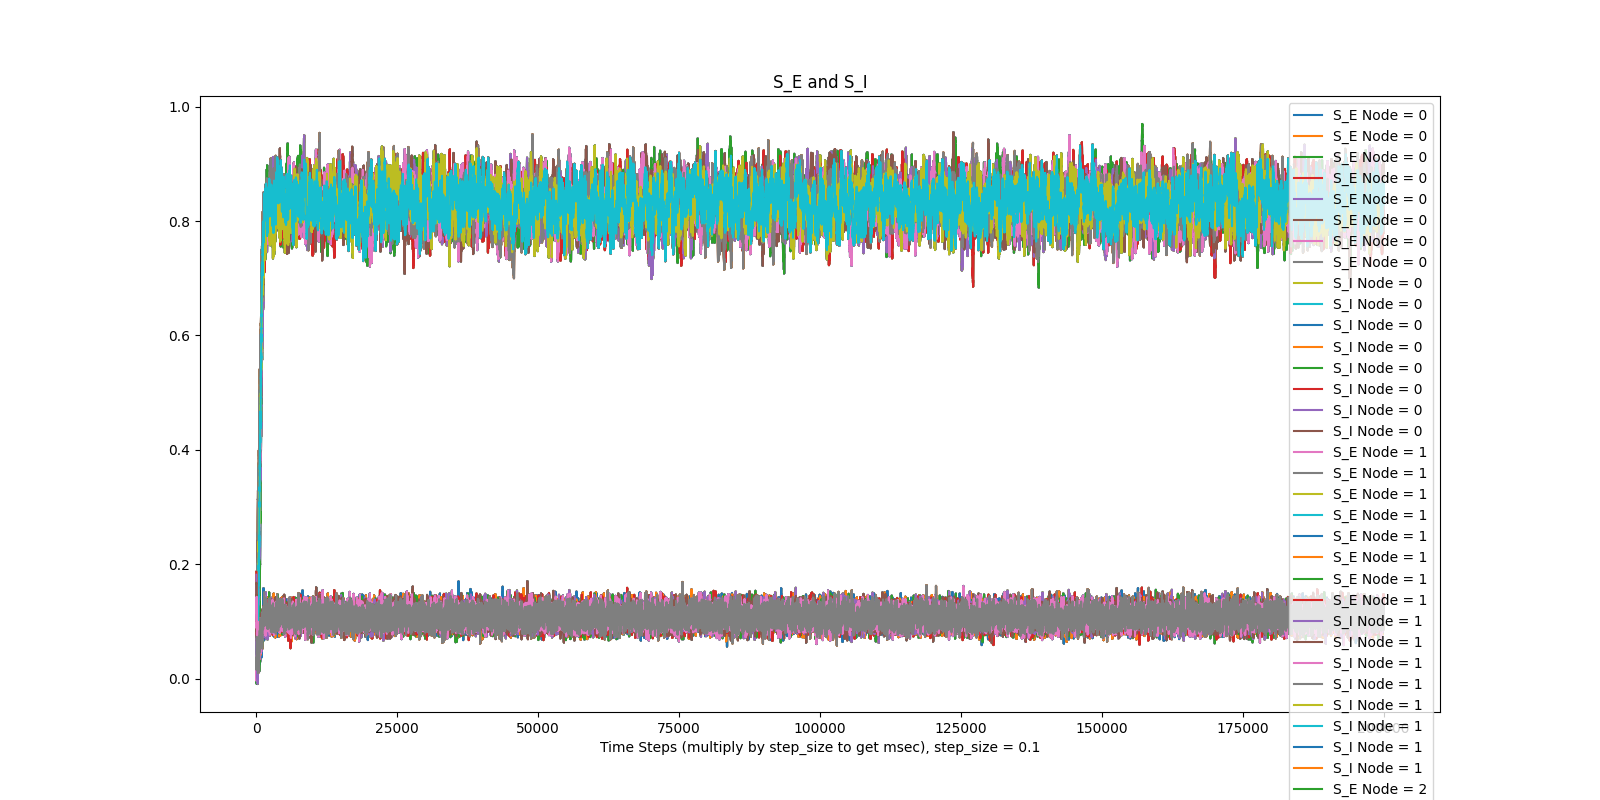 S_E and S_I
1.0
0.8
0.6
0.4
0.2
0.0
0 25000 50000 75000 100000 125000 150000 175000
Time Steps (multiply by step_size to get msec), step_size = 0.1
S_E Node = 0
S_E Node = 0
S_E Node = 0
S_E Node = 0
S_E Node = 0
S_E Node = 0
S_E Node = 0
S_E Node = 0
S_I Node = 0
S_I Node = 0
S_I Node = 0
S_I Node = 0
S_I Node = 0
S_I Node = 0
S_I Node = 0
S_I Node = 0
S_E Node = 1
S_E Node = 1
S_E Node = 1
S_E Node = 1
S_E Node = 1
S_E Node = 1
S_E Node = 1
S_E Node = 1
S_I Node = 1
S_I Node = 1
S_I Node = 1
S_I Node = 1
S_I Node = 1
S_I Node = 1
S_I Node = 1
S_I Node = 1
S_E Node = 2